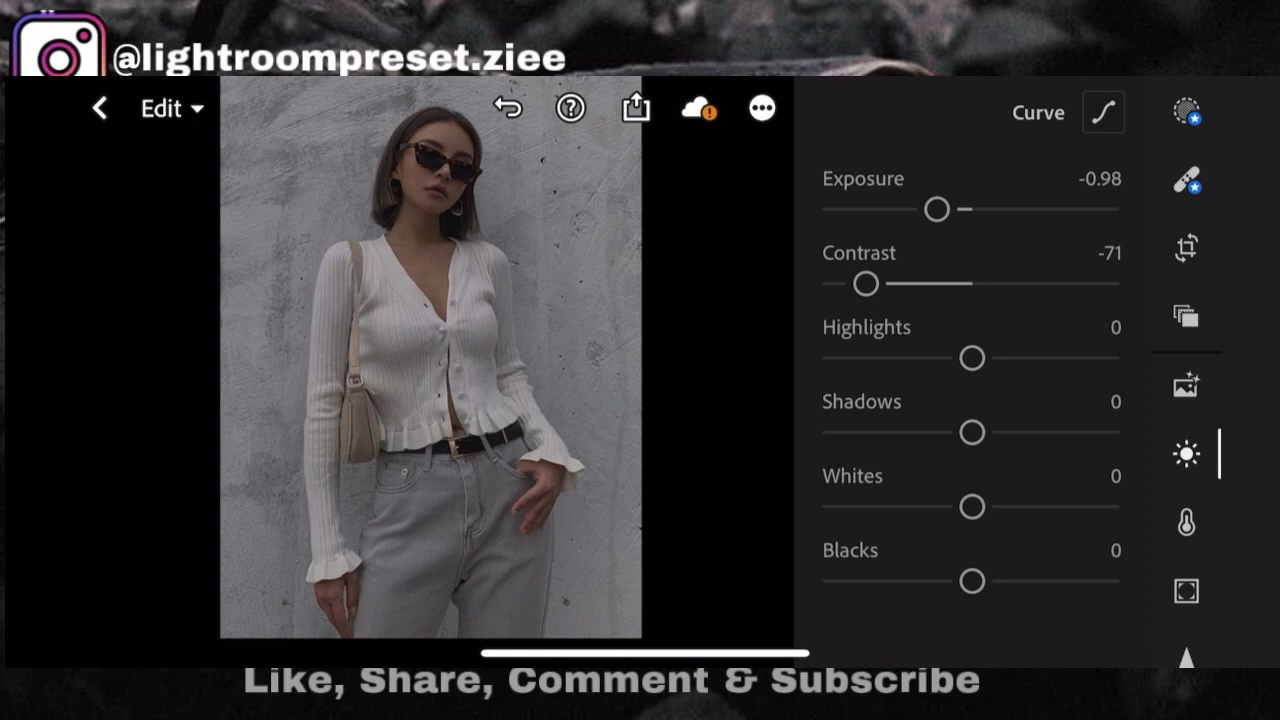 @lightroompreset.ziee
Edit
Curve
Exposure -0.98
Contrast -71
Highlights 0
Shadows 0
Whites 0
Blacks 0
Like, Share, Comment & Subscribe